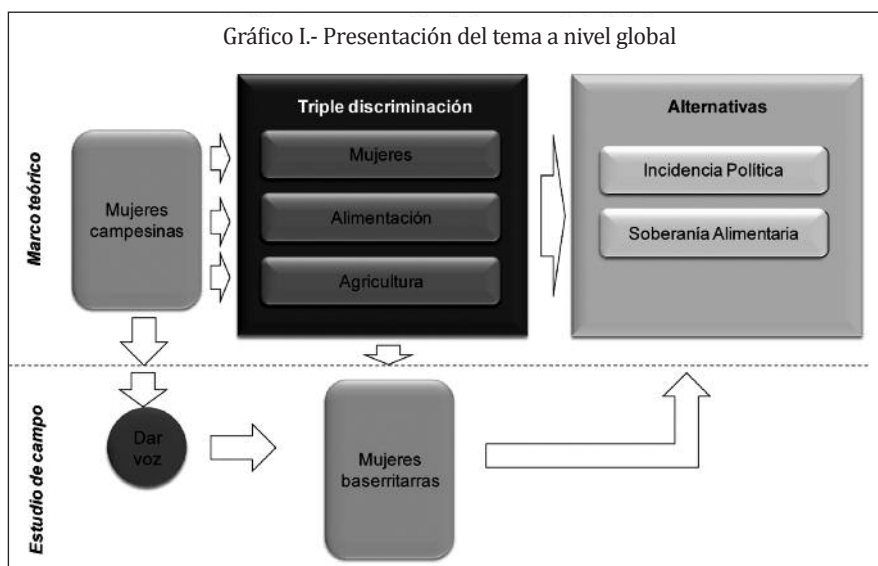 Gráfico I.- Presentación del tema a nivel global
Marco teórico
Mujeres
campesinas
Triple discriminación
Mujeres
Alimentación
Agricultura
Alternativas
Incidencia Política
Soberanía Alimentaria
Estudio de campo
Dar
voz
Mujeres
baserritarras